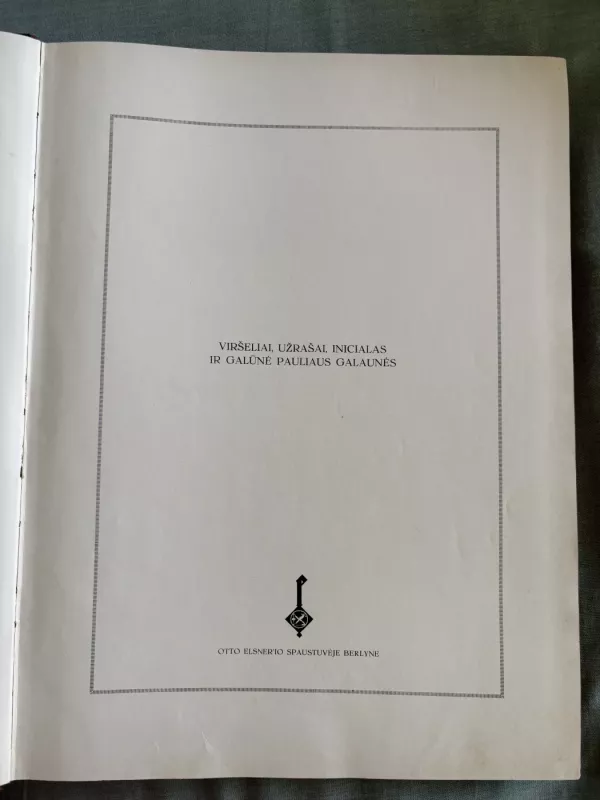 VIRŠELIAI, UŽRAŠAI, INICIALAS
IR GALŪNĖ PAULIAUS GALAUNĖS
OTTO ELSNER'IO SPAUSTUVĖJE BERLYNE